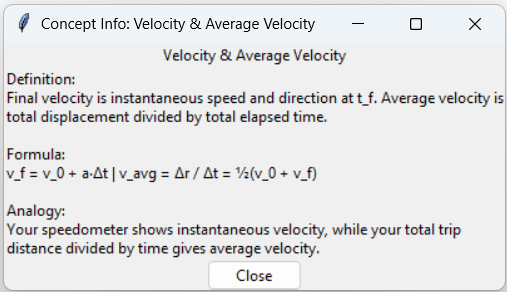 Concept Info: Velocity & Average Velocity
Velocity & Average Velocity
Definition:
Final velocity is instantaneous speed and direction at t_f. Average velocity is
total displacement divided by total elapsed time.
Formula:
v_f = v_0 + a·Δt | v_avg = Δr / Δt = ½(v_0 + v_f)
Analogy:
Your speedometer shows instantaneous velocity, while your total trip
distance divided by time gives average velocity.
Close